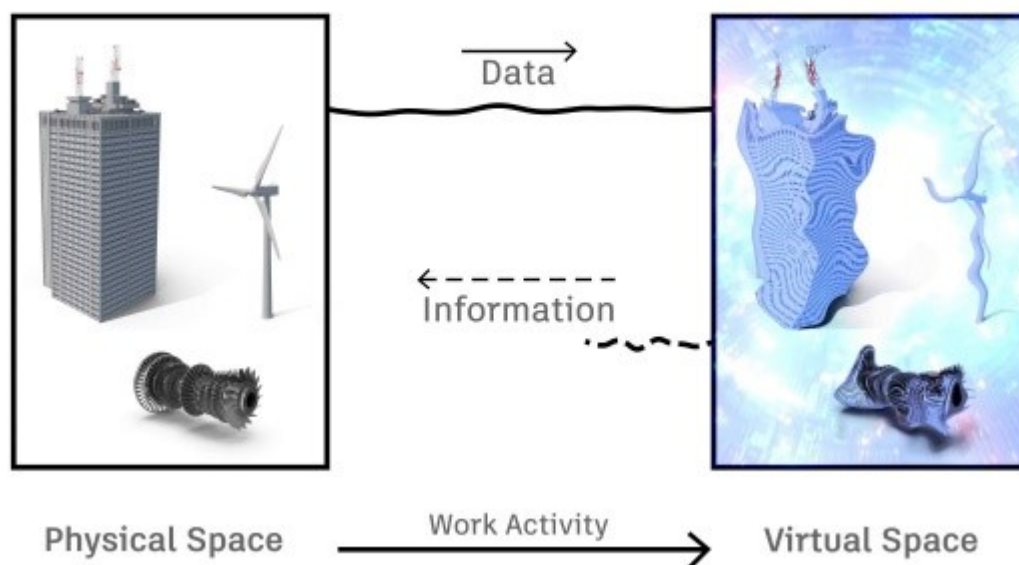 Data
Information
Work Activity
Physical Space
Virtual Space